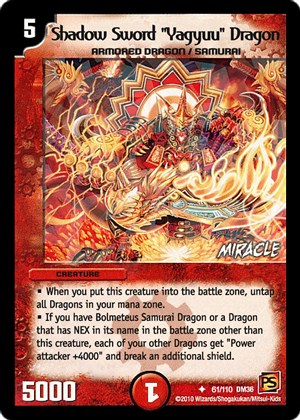 5
Shadow Sword "Yagyuu" Dragon
ARMORED DRAGON / SAMURAI
MIRACLE
CREATURE
▪ When you put this creature into the battle zone, untap
all Dragons in your mana zone.
▪ If you have Bolmeteus Samurai Dragon or a Dragon
that has NEX in its name in the battle zone other than
this creature, each of your other Dragons get "Power
attacker +4000" and break an additional shield.
5000
1
✦ 61/110 DM36
©2010 Wizards/Shogakukan/Mitsui-Kids
PS